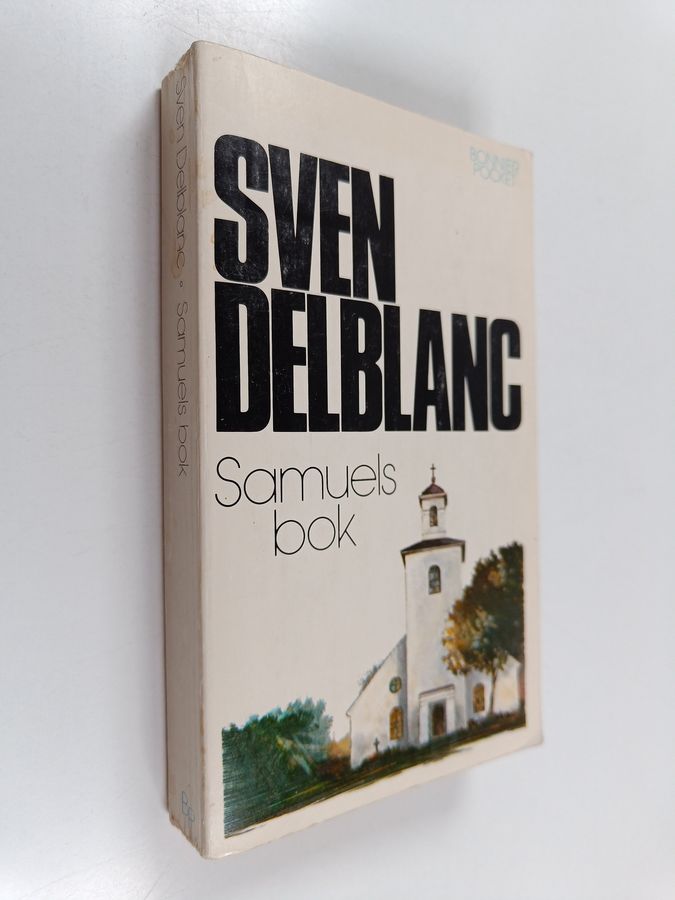 BONNIER
POCKET
SVEN
DELBLANC
Samuels
bok
Sven Delblanc • Samuels bok
BP